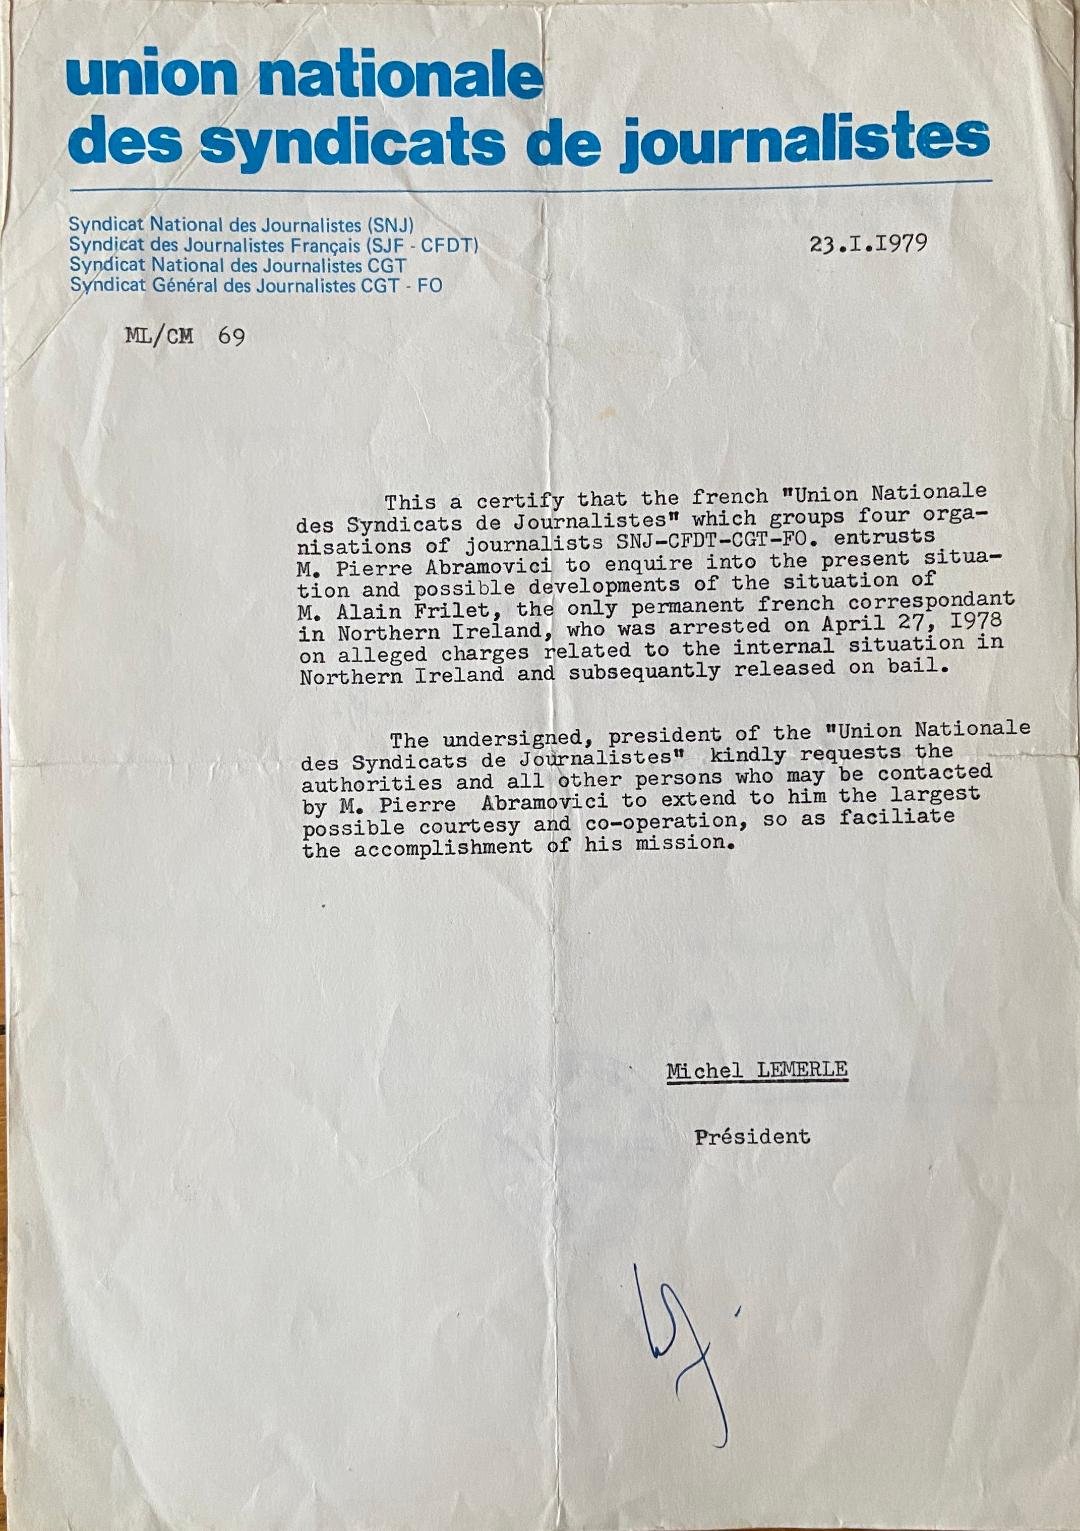 union nationale
des syndicats de journalistes
Syndicat National des Journalistes (SNJ)
Syndicat des Journalistes Français (SJF - CFDT)
Syndicat National des Journalistes CGT
Syndicat Général des Journalistes CGT - FO
23.I.I979
ML/CM 69
This a certify that the french "Union Nationale
des Syndicats de Journalistes" which groups four orga-
nisations of journalists SNJ-CFDT-CGT-FO. entrusts
M. Pierre Abramovici to enquire into the present situa-
tion and possible developments of the situation of
M. Alain Frilet, the only permanent french correspondant
in Northern Ireland, who was arrested on April 27, I978
on alleged charges related to the internal situation in
Northern Ireland and subsequantly released on bail.
The undersigned, president of the "Union Nationale
des Syndicats de Journalistes" kindly requests the
authorities and all other persons who may be contacted
by M. Pierre Abramovici to extend to him the largest
possible courtesy and co-operation, so as faciliate
the accomplishment of his mission.
Michel LEMERLE
Président